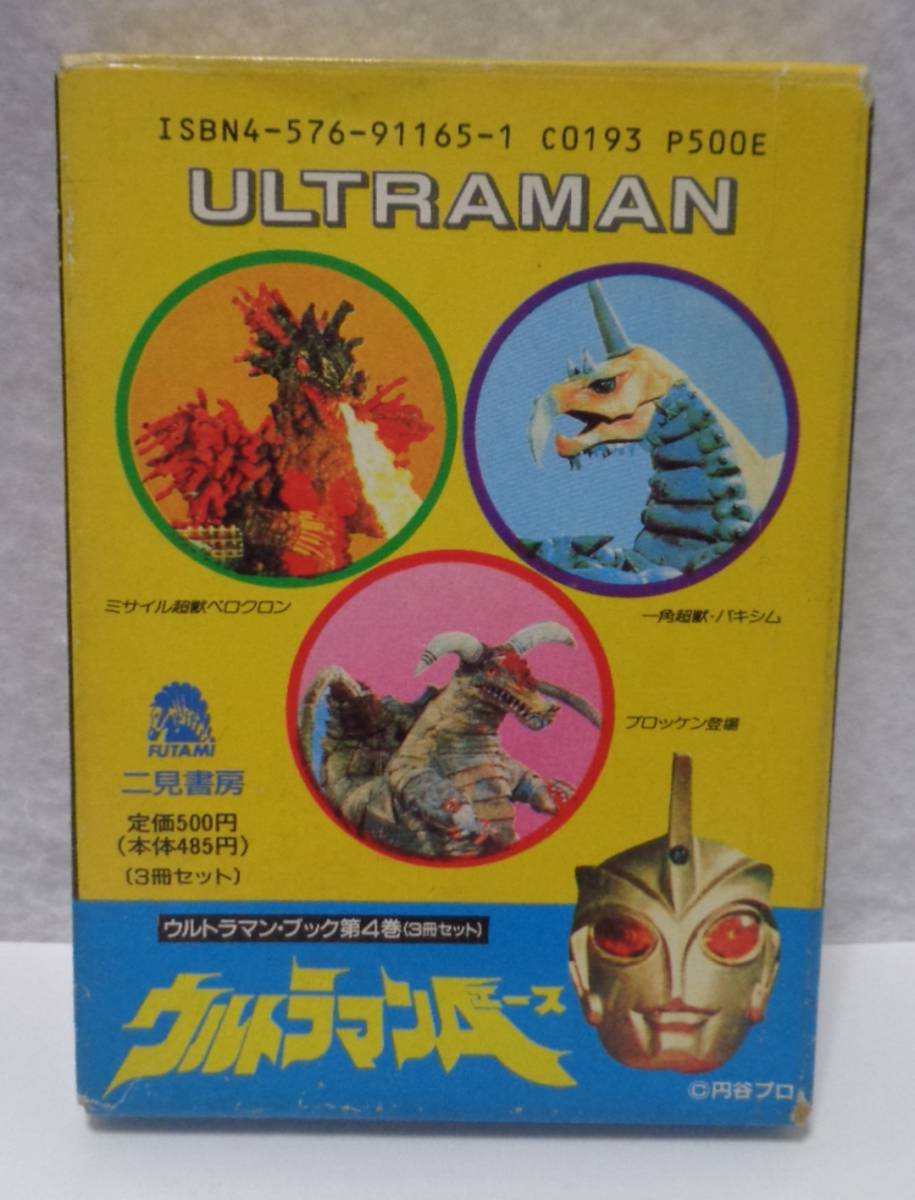 ISBN4-576-91165-1 C0193 P500E
ULTRAMAN
ミサイル超獣ベロクロン
一角超獣・バキシム
ブロッケン登場
FUTAMI
二見書房
定価500円
(本体485円)
(3冊セット)
ウルトラマン・ブック第4巻(3冊セット)
ウルトラマンA
エース
©円谷プロ